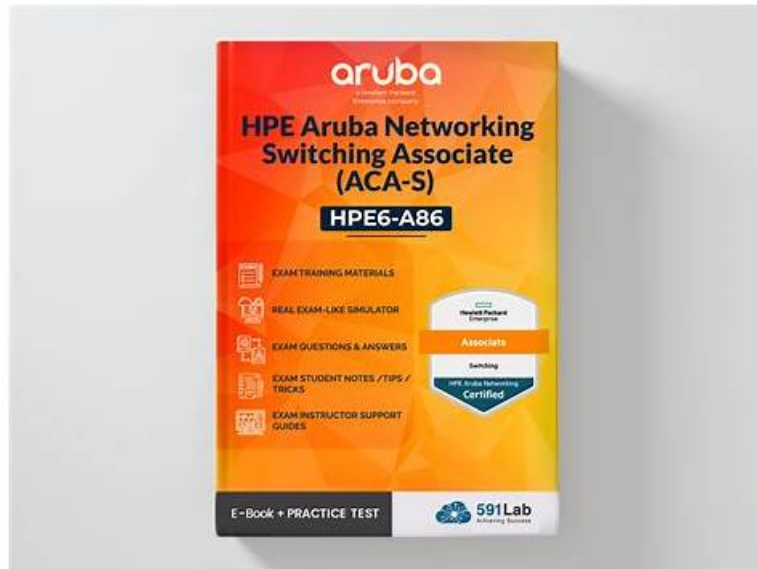 aruba
a Hewlett Packard
Enterprise company
HPE Aruba Networking
Switching Associate
(ACA-S)
HPE6-A86
EXAM TRAINING MATERIALS
REAL EXAM-LIKE SIMULATOR
EXAM QUESTIONS & ANSWERS
EXAM STUDENT NOTES /TIPS /
TRICKS
EXAM INSTRUCTOR SUPPORT
GUIDES
Hewlett Packard
Enterprise
Associate
Switching
HPE Aruba Networking
Certified
E-Book + PRACTICE TEST
591Lab
Achieving Success